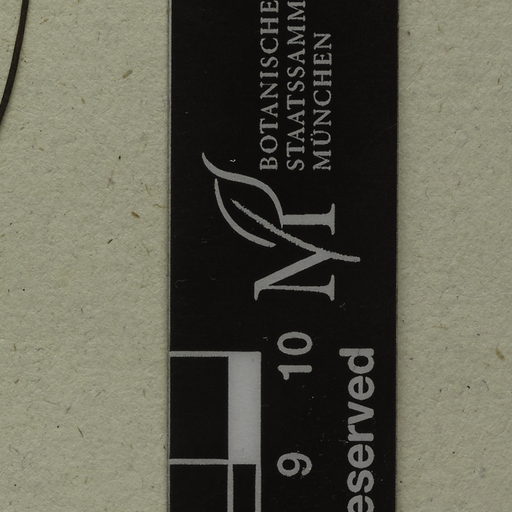 BOTANISCHE
STAATSSAMM
MÜNCHEN
M
9 10
eserved